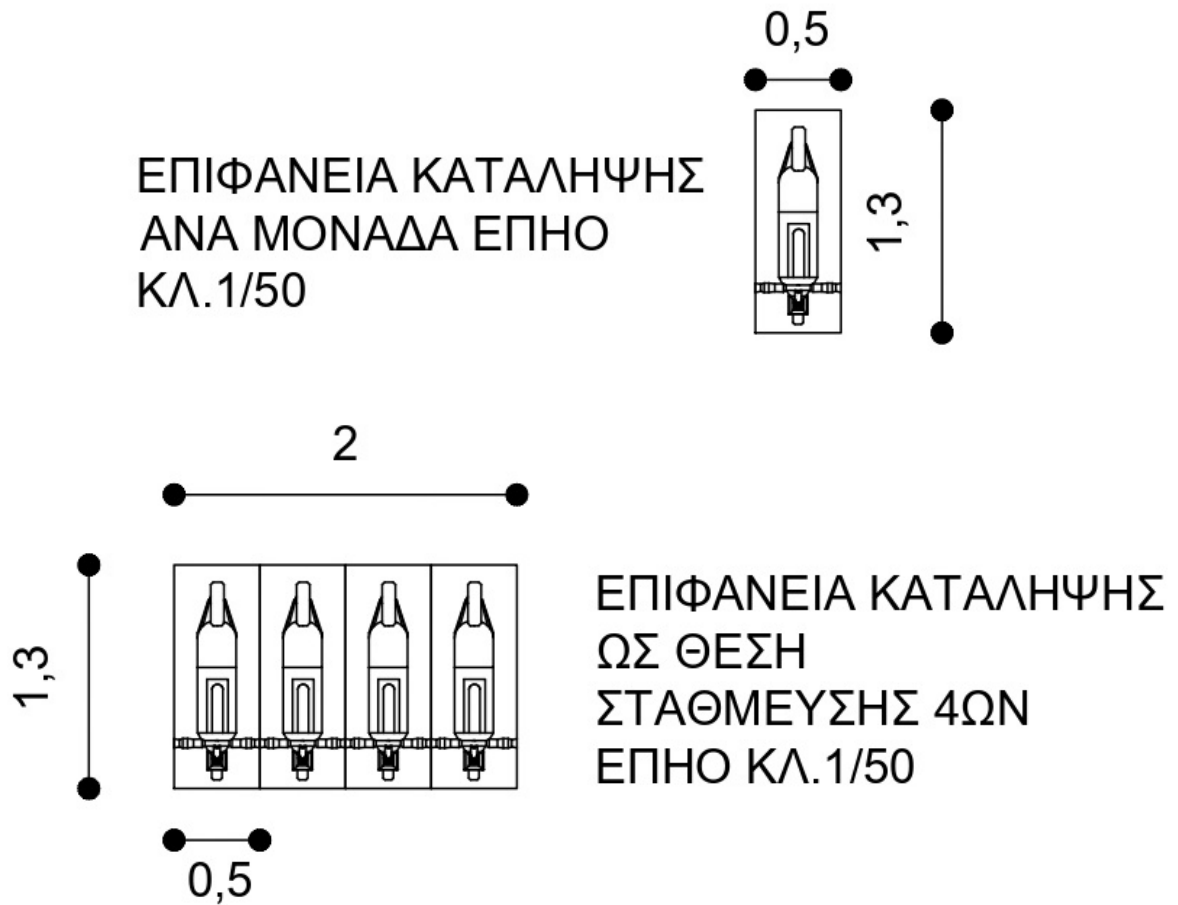 0,5
ΕΠΙΦΑΝΕΙΑ ΚΑΤΑΛΗΨΗΣ
ΑΝΑ ΜΟΝΑΔΑ ΕΠΗΟ
ΚΛ.1/50
1,3
2
1,3
ΕΠΙΦΑΝΕΙΑ ΚΑΤΑΛΗΨΗΣ
ΩΣ ΘΕΣΗ
ΣΤΑΘΜΕΥΣΗΣ 4ΩΝ
ΕΠΗΟ ΚΛ.1/50
0,5